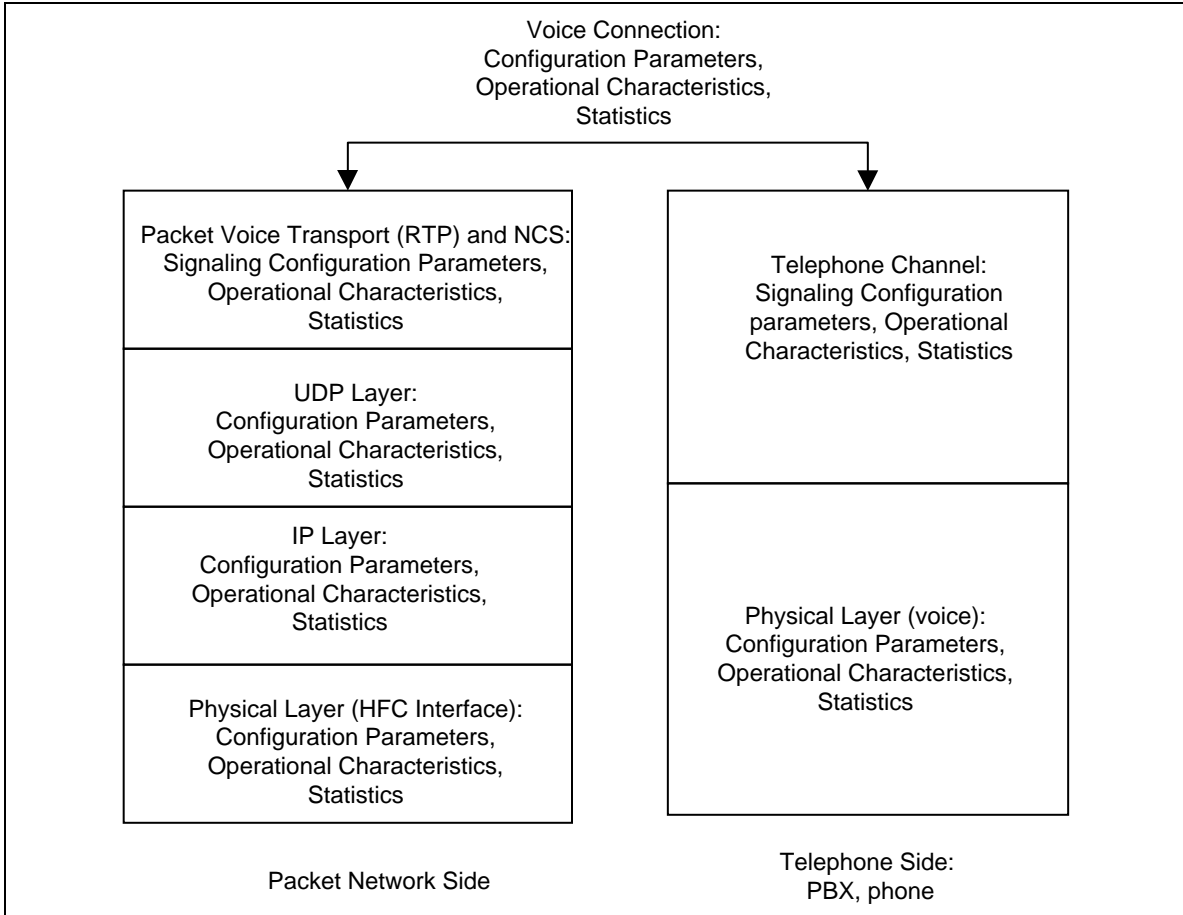 Voice Connection:
Configuration Parameters,
Operational Characteristics,
Statistics
Packet Voice Transport (RTP) and NCS:
Signaling Configuration Parameters,
Operational Characteristics,
Statistics
UDP Layer:
Configuration Parameters,
Operational Characteristics,
Statistics
IP Layer:
Configuration Parameters,
Operational Characteristics,
Statistics
Physical Layer (HFC Interface):
Configuration Parameters,
Operational Characteristics,
Statistics
Packet Network Side
Telephone Channel:
Signaling Configuration
parameters, Operational
Characteristics, Statistics
Physical Layer (voice):
Configuration Parameters,
Operational Characteristics,
Statistics
Telephone Side:
PBX, phone